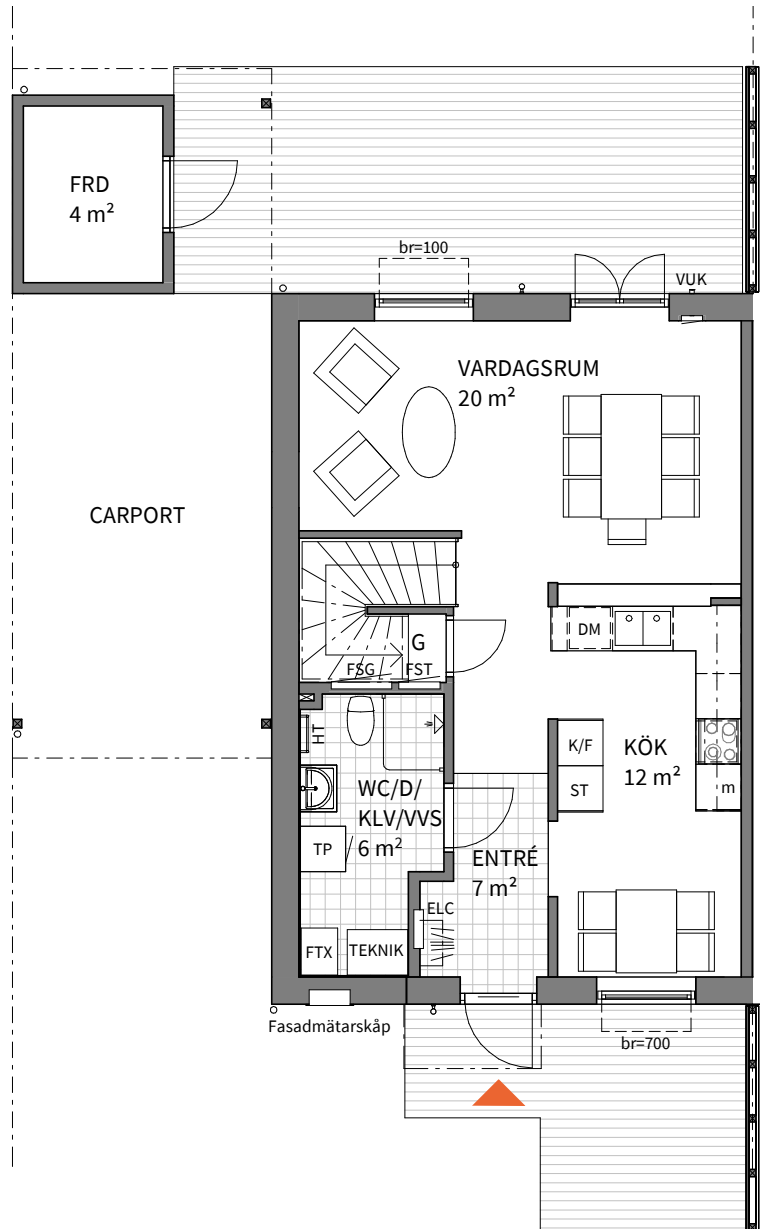 FRD
4 m²
br=100
VUK
VARDAGSRUM
20 m²
CARPORT
DM
G
FSG
FST
HT
K/F
KÖK
12 m²
ST
m
WC/D/
KLV/VVS
6 m²
TP
ENTRÉ
7 m²
ELC
FTX
TEKNIK
Fasadmätarskåp
br=700